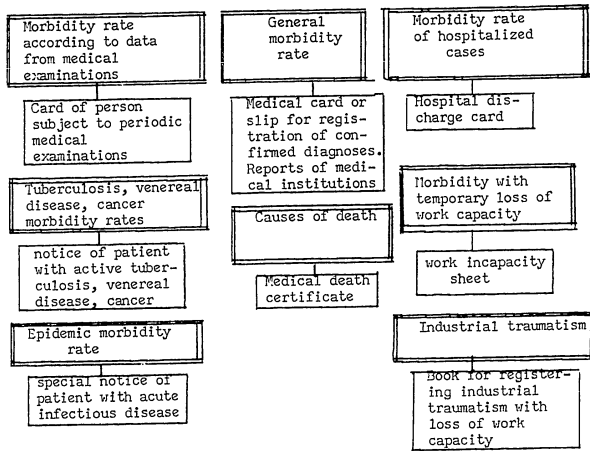 Morbidity rate
according to data
from medical
examinations
Card of person
subject to periodic
medical
examinations
Tuberculosis, venereal
disease, cancer
morbidity rates
notice of patient
with active tuber-
culosis, venereal
disease, cancer
Epidemic morbidity
rate
special notice of
patient with acute
infectious disease
General
morbidity
rate
Medical card or
slip for regis-
tration of con-
firmed diagnoses.
Reports of medi-
cal institutions
Causes of death
Medical death
certificate
Morbidity rate
of hospitalized
cases
Hospital dis-
charge card
Morbidity with
temporary loss of
work capacity
work incapacity
sheet
Industrial traumatism
Book for register-
ing industrial
traumatism with
loss of work
capacity